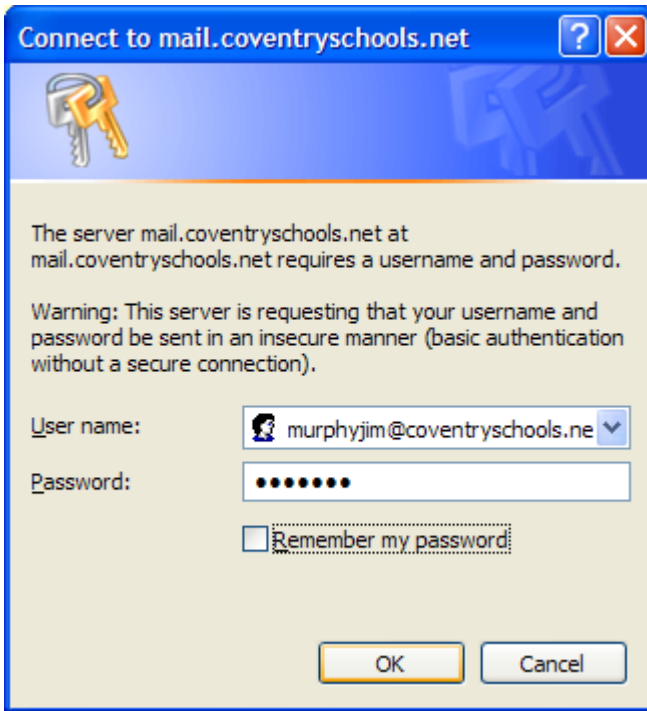 Connect to mail.coventryschools.net
The server mail.coventryschools.net at
mail.coventryschools.net requires a username and password.
Warning: This server is requesting that your username and
password be sent in an insecure manner (basic authentication
without a secure connection).
User name:
murphyjim@coventryschools.ne
Password:
•••••••
Remember my password
OK
Cancel